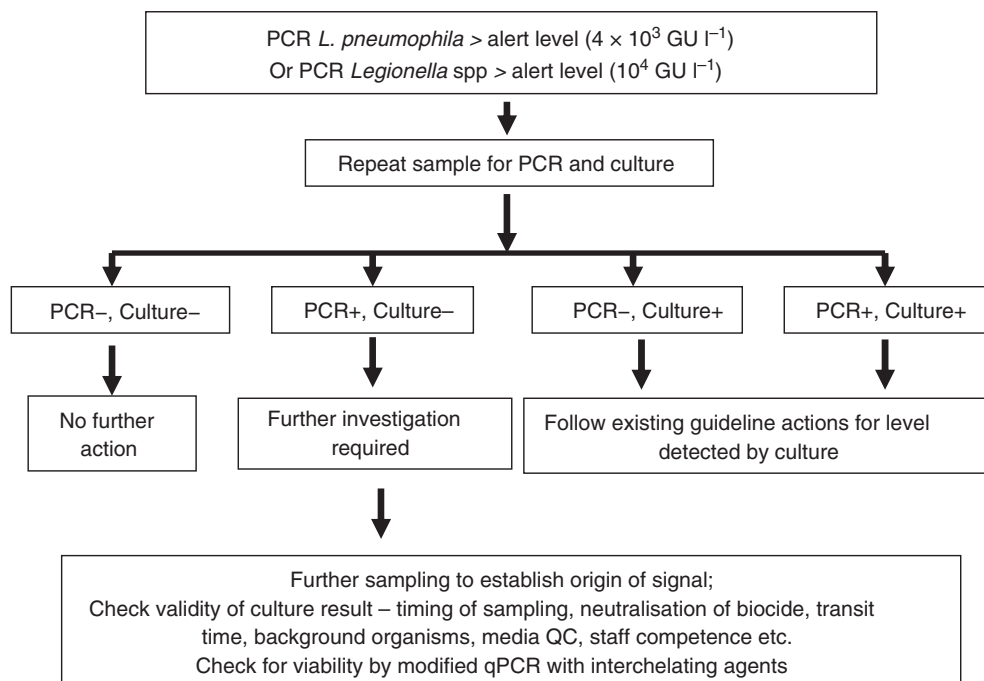 PCR L. pneumophila > alert level (4 × 10³ GU l⁻¹)
Or PCR Legionella spp > alert level (10⁴ GU l⁻¹)
Repeat sample for PCR and culture
PCR−, Culture−
PCR+, Culture–
PCR−, Culture+
PCR+, Culture+
No further
action
Further investigation
required
Follow existing guideline actions for level
detected by culture
Further sampling to establish origin of signal;
Check validity of culture result – timing of sampling, neutralisation of biocide, transit
time, background organisms, media QC, staff competence etc.
Check for viability by modified qPCR with interchelating agents